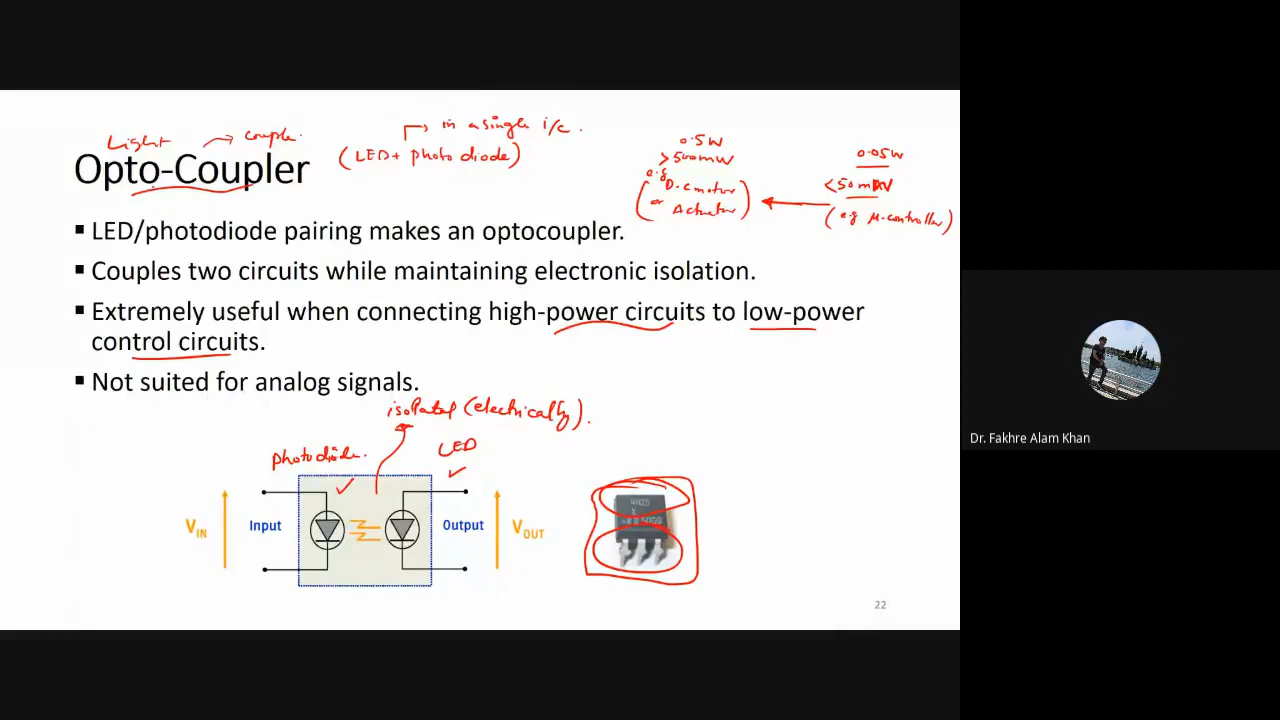 Light → couple.
in a single i/c.
Opto-Coupler
(LED+ photo diode)
0.5W
>500mW
e.g
D.c motor
or Actuator
0.05W
<50mW
(e.g μ-controller)
▪ LED/photodiode pairing makes an optocoupler.
▪ Couples two circuits while maintaining electronic isolation.
▪ Extremely useful when connecting high-power circuits to low-power
control circuits.
▪ Not suited for analog signals.
isolated (electrically).
photodiode.
LED
V_IN
Input
Output
V_OUT
4N25
22
Dr. Fakhre Alam Khan